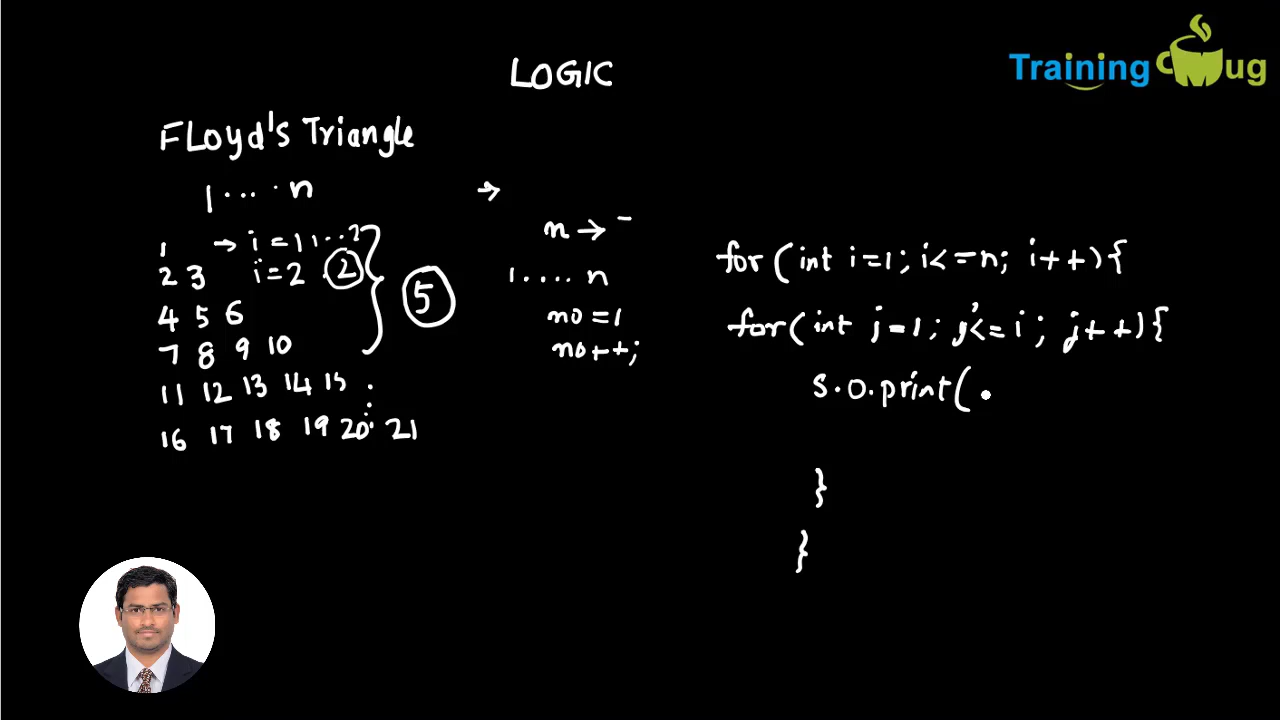 LOGIC
Training Mug
FLoyd's Triangle
1 .... n
→
1 → i = 1 1..?
2 3 i = 2 2
4 5 6
7 8 9 10
11 12 13 14 15
16 17 18 19 20 21
5
n → -
1 .... n
no = 1
no++;
for(int i=1; i<=n; i++){
for(int j=1; j<=i; j++){
S.O.print(
}
}